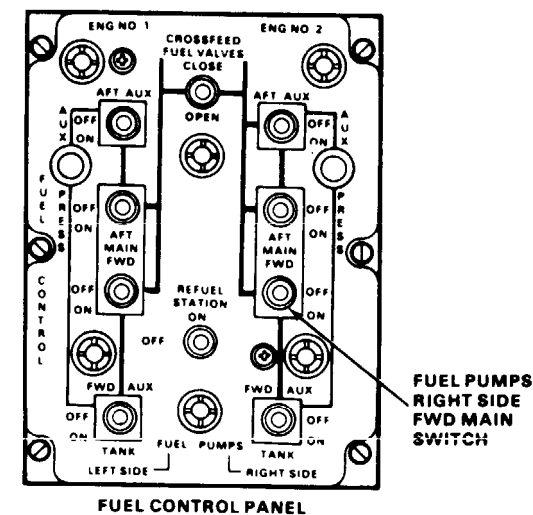 ENG NO 1
ENG NO 2
CROSSFEED
FUEL VALVES
CLOSE
OPEN
AFT AUX
AFT AUX
OFF
ON
OFF
ON
AUX PRESS
AUX PRESS
FUEL CONTROL
OFF
ON
AFT
MAIN
FWD
OFF
ON
AFT
MAIN
FWD
OFF
ON
OFF
ON
REFUEL
STATION
ON
OFF
FWD AUX
FWD AUX
OFF
ON
OFF
ON
TANK
TANK
FUEL PUMPS
LEFT SIDE
RIGHT SIDE
FUEL PUMPS
RIGHT SIDE
FWD MAIN
SWITCH
FUEL CONTROL PANEL